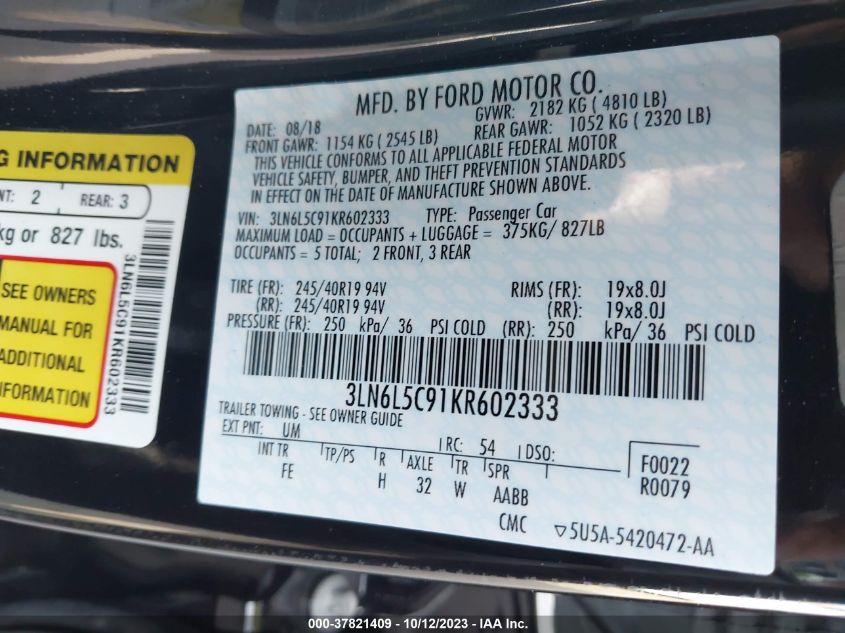 MFD. BY FORD MOTOR CO.
DATE: 08/18 GVWR: 2182 KG ( 4810 LB)
FRONT GAWR: 1154 KG ( 2545 LB) REAR GAWR: 1052 KG ( 2320 LB)
THIS VEHICLE CONFORMS TO ALL APPLICABLE FEDERAL MOTOR
VEHICLE SAFETY, BUMPER, AND THEFT PREVENTION STANDARDS
IN EFFECT ON THE DATE OF MANUFACTURE SHOWN ABOVE.
VIN: 3LN6L5C91KR602333 TYPE: Passenger Car
MAXIMUM LOAD = OCCUPANTS + LUGGAGE = 375KG/ 827LB
OCCUPANTS = 5 TOTAL; 2 FRONT, 3 REAR
TIRE (FR): 245/40R19 94V RIMS (FR): 19x8.0J
(RR): 245/40R19 94V (RR): 19x8.0J
PRESSURE (FR): 250 kPa/ 36 PSI COLD (RR): 250 kPa/ 36 PSI COLD
3LN6L5C91KR602333
TRAILER TOWING - SEE OWNER GUIDE
EXT PNT: UM RC: 54 DSO:
INT TR TP/PS R AXLE TR SPR
FE H 32 W AABB
F0022
R0079
CMC ▽5U5A-5420472-AA
G INFORMATION
NT: 2 REAR: 3
kg or 827 lbs.
SEE OWNERS
MANUAL FOR
ADDITIONAL
INFORMATION
3LN6L5C91KR602333
000-37821409 - 10/12/2023 - IAA Inc.